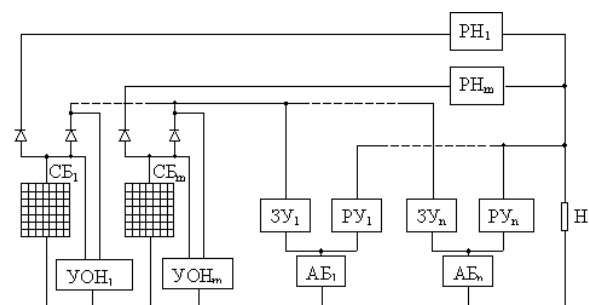 РН1
РНm
СБ1
СБm
ЗУ1
РУ1
ЗУn
РУn
Н
УОН1
УОНm
АБ1
АБn